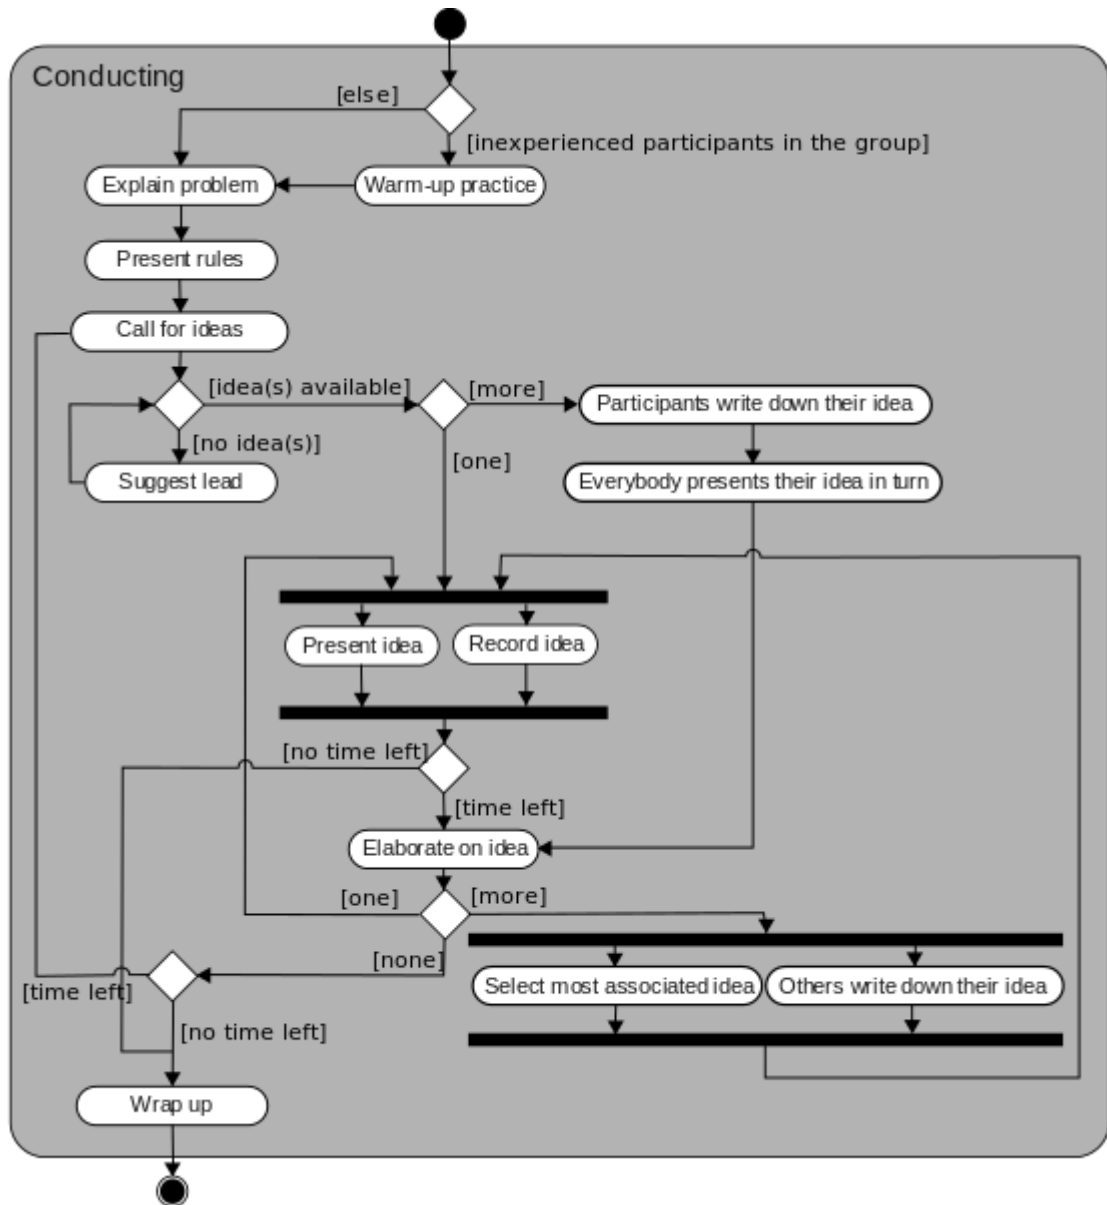 Conducting
[else]
[inexperienced participants in the group]
Explain problem
Warm-up practice
Present rules
Call for ideas
[idea(s) available]
[more]
Participants write down their idea
[no idea(s)]
[one]
Suggest lead
Everybody presents their idea in turn
Present idea
Record idea
[no time left]
[time left]
Elaborate on idea
[one]
[more]
[none]
[time left]
Select most associated idea
Others write down their idea
[no time left]
Wrap up